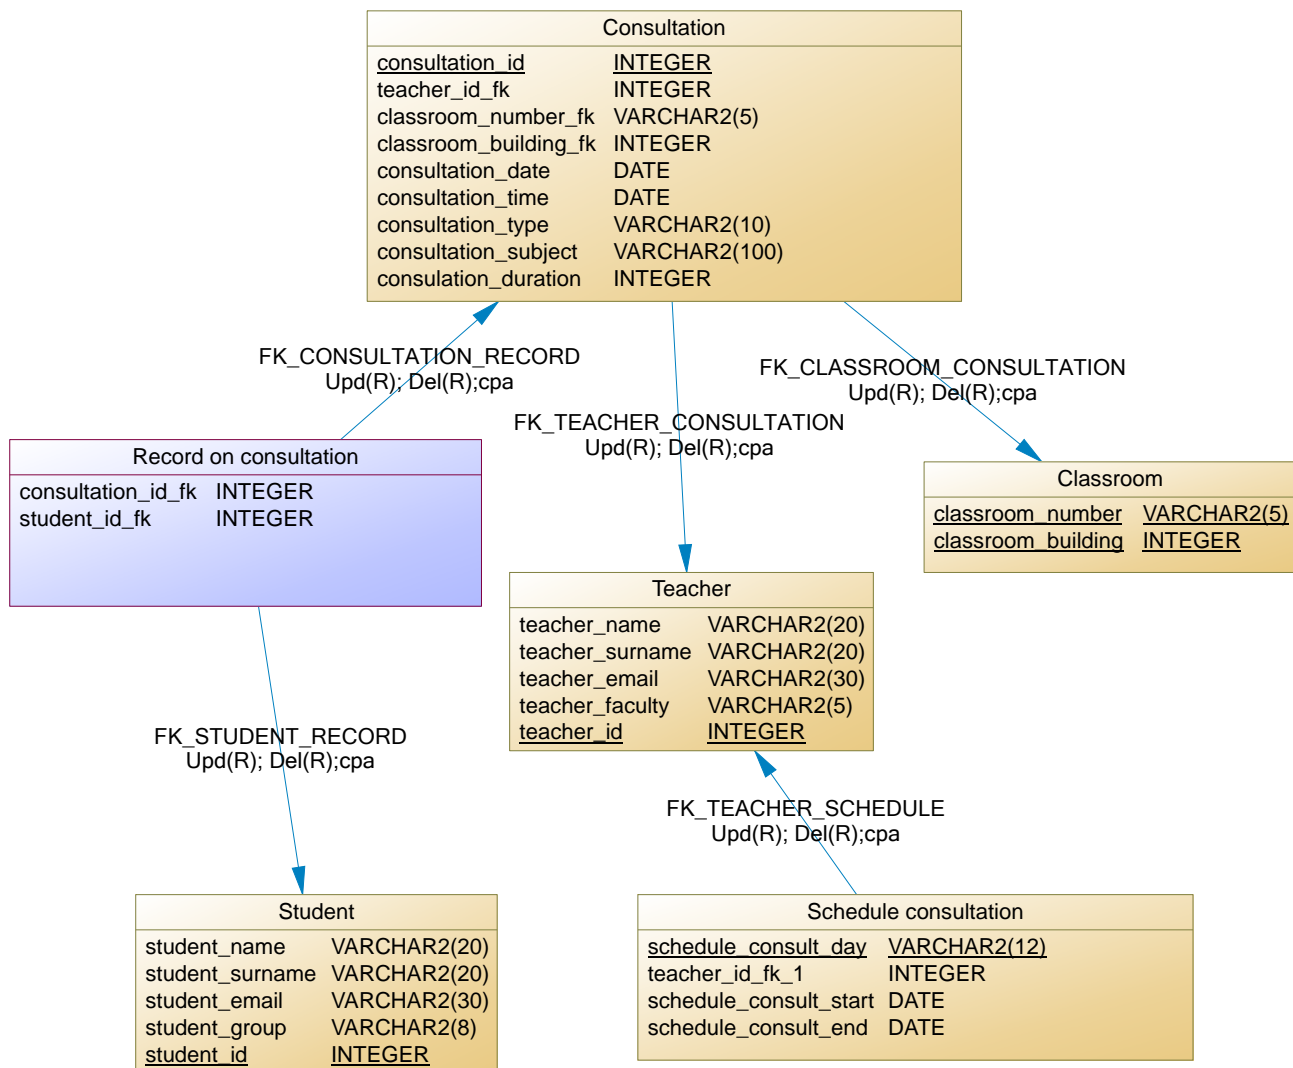 Consultation
consultation_id INTEGER
teacher_id_fk INTEGER
classroom_number_fk VARCHAR2(5)
classroom_building_fk INTEGER
consultation_date DATE
consultation_time DATE
consultation_type VARCHAR2(10)
consultation_subject VARCHAR2(100)
consulation_duration INTEGER
FK_CONSULTATION_RECORD
Upd(R); Del(R);cpa
FK_CLASSROOM_CONSULTATION
Upd(R); Del(R);cpa
FK_TEACHER_CONSULTATION
Upd(R); Del(R);cpa
Record on consultation
consultation_id_fk INTEGER
student_id_fk INTEGER
Classroom
classroom_number VARCHAR2(5)
classroom_building INTEGER
Teacher
teacher_name VARCHAR2(20)
teacher_surname VARCHAR2(20)
teacher_email VARCHAR2(30)
teacher_faculty VARCHAR2(5)
teacher_id INTEGER
FK_STUDENT_RECORD
Upd(R); Del(R);cpa
FK_TEACHER_SCHEDULE
Upd(R); Del(R);cpa
Student
student_name VARCHAR2(20)
student_surname VARCHAR2(20)
student_email VARCHAR2(30)
student_group VARCHAR2(8)
student_id INTEGER
Schedule consultation
schedule_consult_day VARCHAR2(12)
teacher_id_fk_1 INTEGER
schedule_consult_start DATE
schedule_consult_end DATE